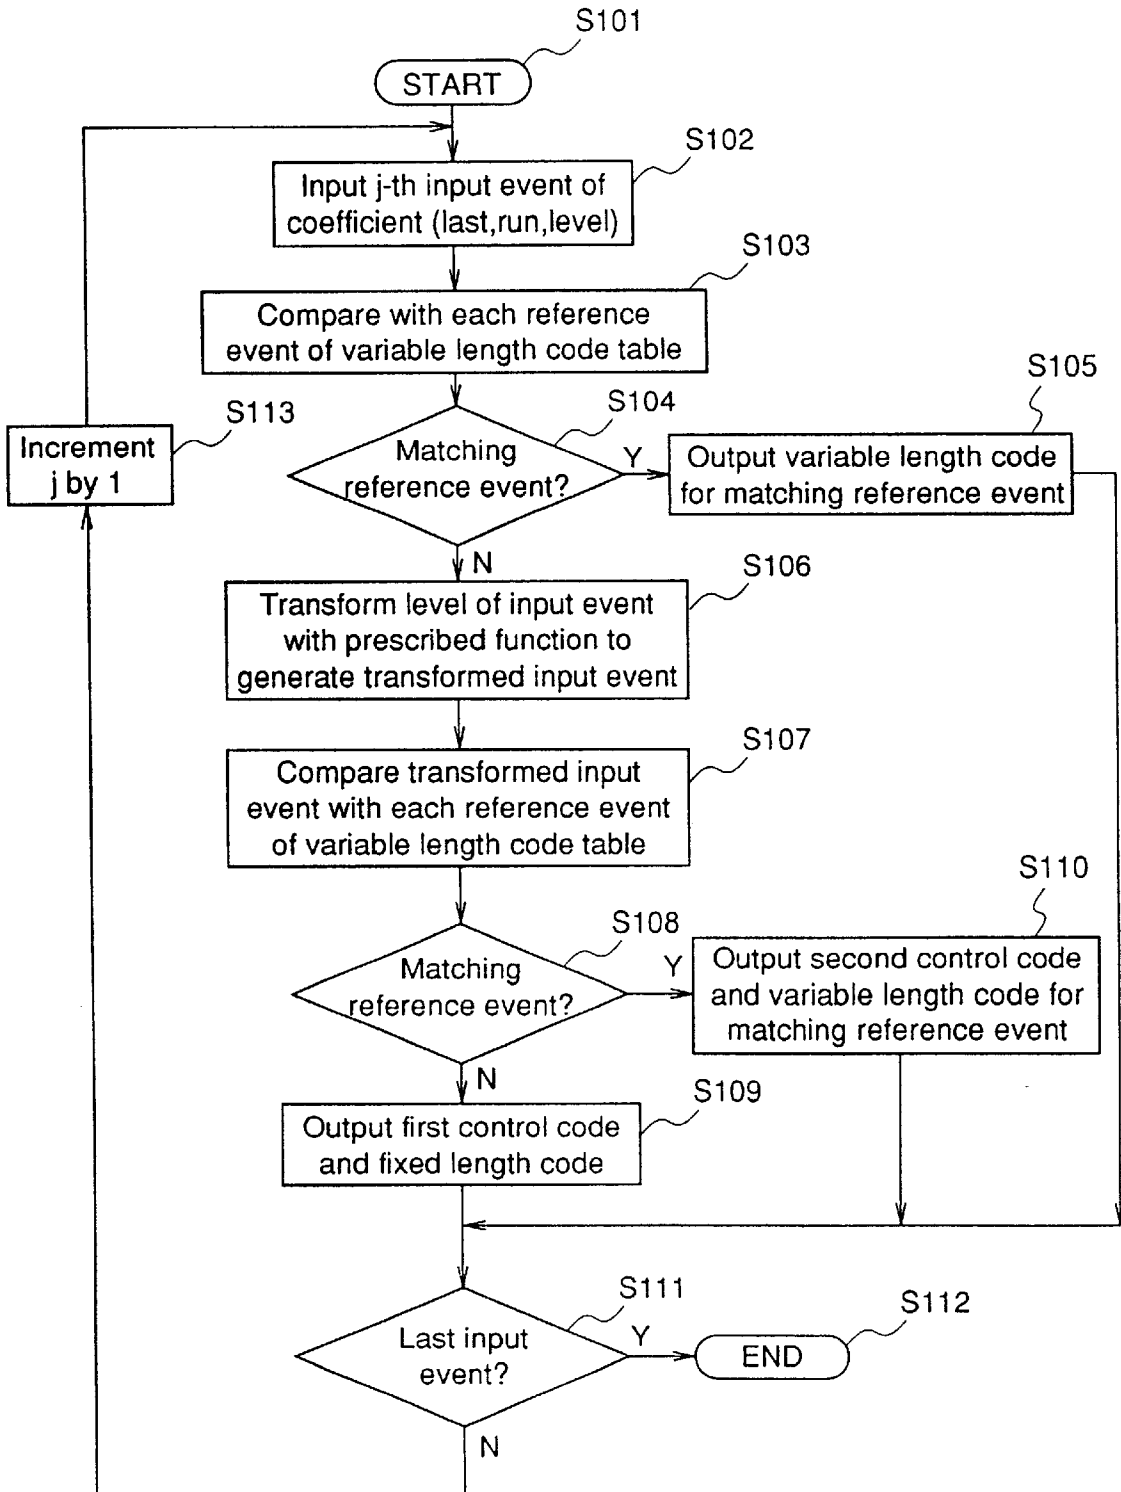 S101
START
S102
Input j-th input event of
coefficient (last,run,level)
S103
Compare with each reference
event of variable length code table
S104
Matching
reference event?
Y
S105
Output variable length code
for matching reference event
S113
Increment
j by 1
N
S106
Transform level of input event
with prescribed function to
generate transformed input event
S107
Compare transformed input
event with each reference event
of variable length code table
S108
Matching
reference event?
Y
S110
Output second control code
and variable length code for
matching reference event
N
S109
Output first control code
and fixed length code
S111
Last input
event?
Y
S112
END
N